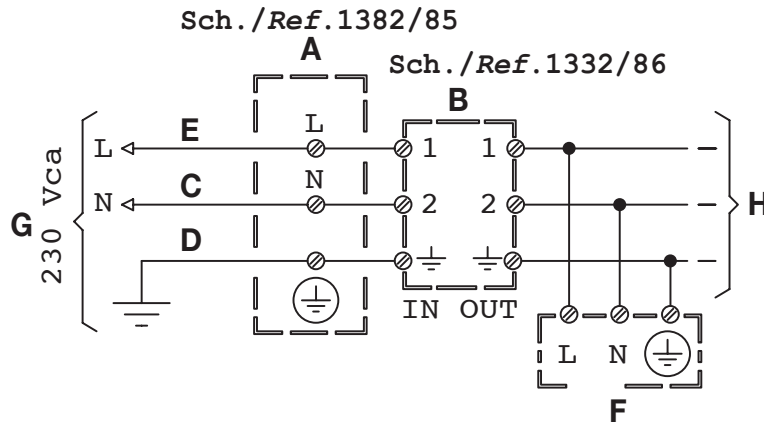 Sch./Ref.1382/85
A
Sch./Ref.1332/86
B
L
E
L
1
1
N
C
N
2
2
H
G
230 Vca
D
IN OUT
L
N
F